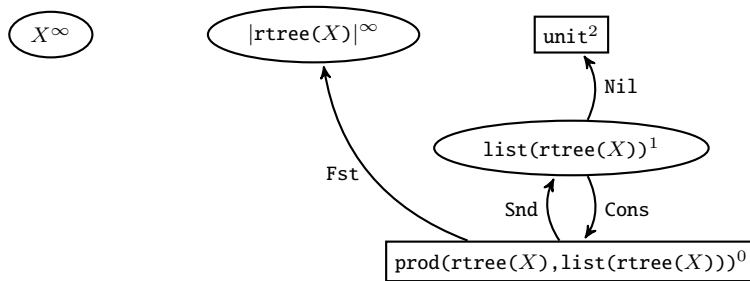 X^∞
|rtree(X)|^∞
unit^2
Nil
list(rtree(X))^1
Fst
Snd
Cons
prod(rtree(X),list(rtree(X)))^0